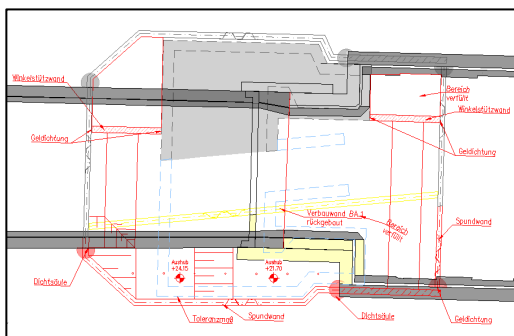 Winkelstützwand
Bereich
verfüllt
Winkelstützwand
Geldichtung
Geldichtung
Verbauwand BA.1
rückgebaut
Bereich
verfüllt
Spundwand
Aushub
+24.15
Aushub
+21.70
Dichtsäule
Toleranzmaß
Spundwand
Dichtsäule
Geldichtung